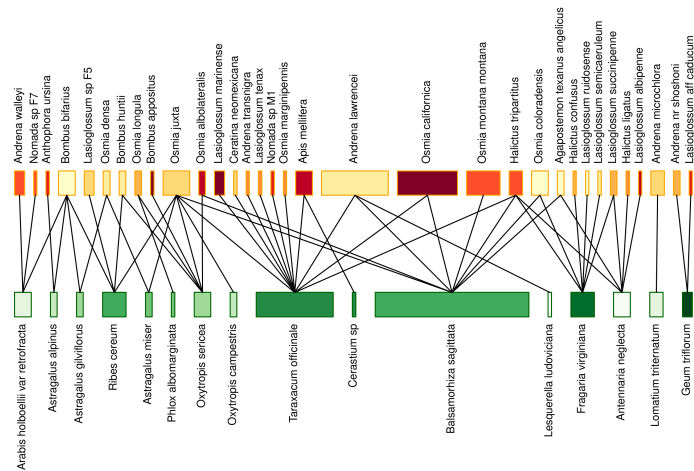 Andrena walleyi
Nomada sp F7
Anthophora ursina
Bombus bifarius
Lasioglossum sp F5
Osmia densa
Bombus huntii
Osmia longula
Bombus appositus
Osmia juxta
Osmia albolateralis
Lasioglossum marinense
Ceratina neomexicana
Andrena transnigra
Lasioglossum tenax
Nomada sp M1
Osmia marginipennis
Apis mellifera
Andrena lawrencei
Osmia californica
Osmia montana montana
Halictus tripartitus
Osmia coloradensis
Agapostemon texanus angelicus
Halictus confusus
Lasioglossum ruidosense
Lasioglossum semicaeruleum
Lasioglossum succinipenne
Halictus ligatus
Lasioglossum albipenne
Andrena microchlora
Andrena nr shoshoni
Lasioglossum aff caducum
Arabis holboellii var retrofracta
Astragalus alpinus
Astragalus gilviflorus
Ribes cereum
Astragalus miser
Phlox albomarginata
Oxytropis sericea
Oxytropis campestris
Taraxacum officinale
Cerastium sp
Balsamorhiza sagittata
Lesquerella ludoviciana
Fragaria virginiana
Antennaria neglecta
Lomatium triternatum
Geum triflorum